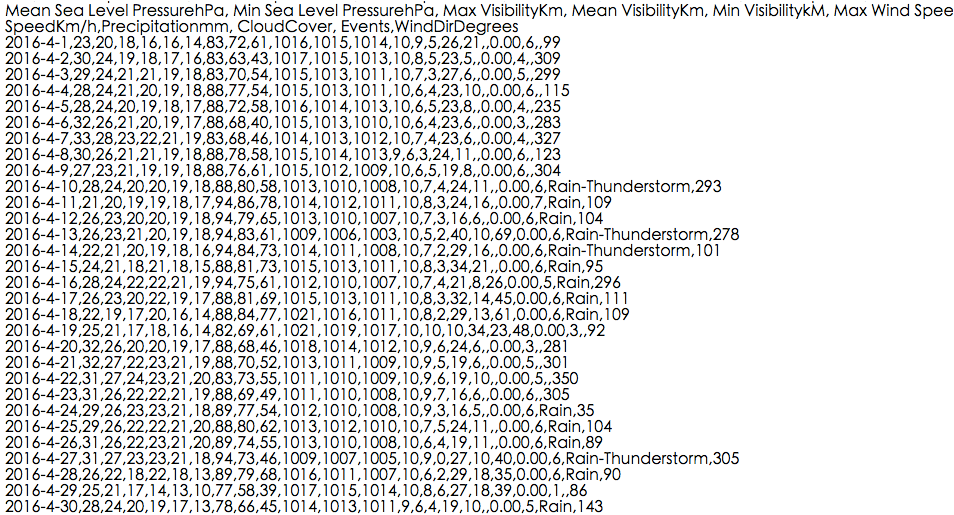 Mean Sea Level PressurehPa, Min Sea Level PressurehPa, Max VisibilityKm, Mean VisibilityKm, Min VisibilitykM, Max Wind Spee
SpeedKm/h,Precipitationmm, CloudCover, Events,WindDirDegrees
2016-4-1,23,20,18,16,16,14,83,72,61,1016,1015,1014,10,9,5,26,21,,0.00,6,,99
2016-4-2,30,24,19,18,17,16,83,63,43,1017,1015,1013,10,8,5,23,5,,0.00,4,,309
2016-4-3,29,24,21,21,19,18,83,70,54,1015,1013,1011,10,7,3,27,6,,0.00,5,,299
2016-4-4,28,24,21,20,19,18,88,77,54,1015,1013,1011,10,6,4,23,10,,0.00,6,,115
2016-4-5,28,24,20,19,18,17,88,72,58,1016,1014,1013,10,6,5,23,8,,0.00,4,,235
2016-4-6,32,26,21,20,19,17,88,68,40,1015,1013,1010,10,6,4,23,6,,0.00,3,,283
2016-4-7,33,28,23,22,21,19,83,68,46,1014,1013,1012,10,7,4,23,6,,0.00,4,,327
2016-4-8,30,26,21,21,19,18,88,78,58,1015,1014,1013,9,6,3,24,11,,0.00,6,,123
2016-4-9,27,23,21,19,19,18,88,76,61,1015,1012,1009,10,6,5,19,8,,0.00,6,,304
2016-4-10,28,24,20,20,19,18,88,80,58,1013,1010,1008,10,7,4,24,11,,0.00,6,Rain-Thunderstorm,293
2016-4-11,21,20,19,19,18,17,94,86,78,1014,1012,1011,10,8,3,24,16,,0.00,7,Rain,109
2016-4-12,26,23,20,20,19,18,94,79,65,1013,1010,1007,10,7,3,16,6,,0.00,6,Rain,104
2016-4-13,26,23,21,20,19,18,94,83,61,1009,1006,1003,10,5,2,40,10,69,0.00,6,Rain-Thunderstorm,278
2016-4-14,22,21,20,19,18,16,94,84,73,1014,1011,1008,10,7,2,29,16,,0.00,6,Rain-Thunderstorm,101
2016-4-15,24,21,18,21,18,15,88,81,73,1015,1013,1011,10,8,3,34,21,,0.00,6,Rain,95
2016-4-16,28,24,22,22,21,19,94,75,61,1012,1010,1007,10,7,4,21,8,26,0.00,5,Rain,296
2016-4-17,26,23,20,22,19,17,88,81,69,1015,1013,1011,10,8,3,32,14,45,0.00,6,Rain,111
2016-4-18,22,19,17,20,16,14,88,84,77,1021,1016,1011,10,8,2,29,13,61,0.00,6,Rain,109
2016-4-19,25,21,17,18,16,14,82,69,61,1021,1019,1017,10,10,10,34,23,48,0.00,3,,92
2016-4-20,32,26,20,20,19,17,88,68,46,1018,1014,1012,10,9,6,24,6,,0.00,3,,281
2016-4-21,32,27,22,23,21,19,88,70,52,1013,1011,1009,10,9,5,19,6,,0.00,5,,301
2016-4-22,31,27,24,23,21,20,83,73,55,1011,1010,1009,10,9,6,19,10,,0.00,5,,350
2016-4-23,31,26,22,22,21,19,88,69,49,1011,1010,1008,10,9,7,16,6,,0.00,6,,305
2016-4-24,29,26,23,23,21,18,89,77,54,1012,1010,1008,10,9,3,16,5,,0.00,6,Rain,35
2016-4-25,29,26,22,22,21,20,88,80,62,1013,1012,1010,10,7,5,24,11,,0.00,6,Rain,104
2016-4-26,31,26,22,23,21,20,89,74,55,1013,1010,1008,10,6,4,19,11,,0.00,6,Rain,89
2016-4-27,31,27,23,23,21,18,94,73,46,1009,1007,1005,10,9,0,27,10,40,0.00,6,Rain-Thunderstorm,305
2016-4-28,26,22,18,22,18,13,89,79,68,1016,1011,1007,10,6,2,29,18,35,0.00,6,Rain,90
2016-4-29,25,21,17,14,13,10,77,58,39,1017,1015,1014,10,8,6,27,18,39,0.00,1,,86
2016-4-30,28,24,20,19,17,13,78,66,45,1014,1013,1011,9,6,4,19,10,,0.00,5,Rain,143